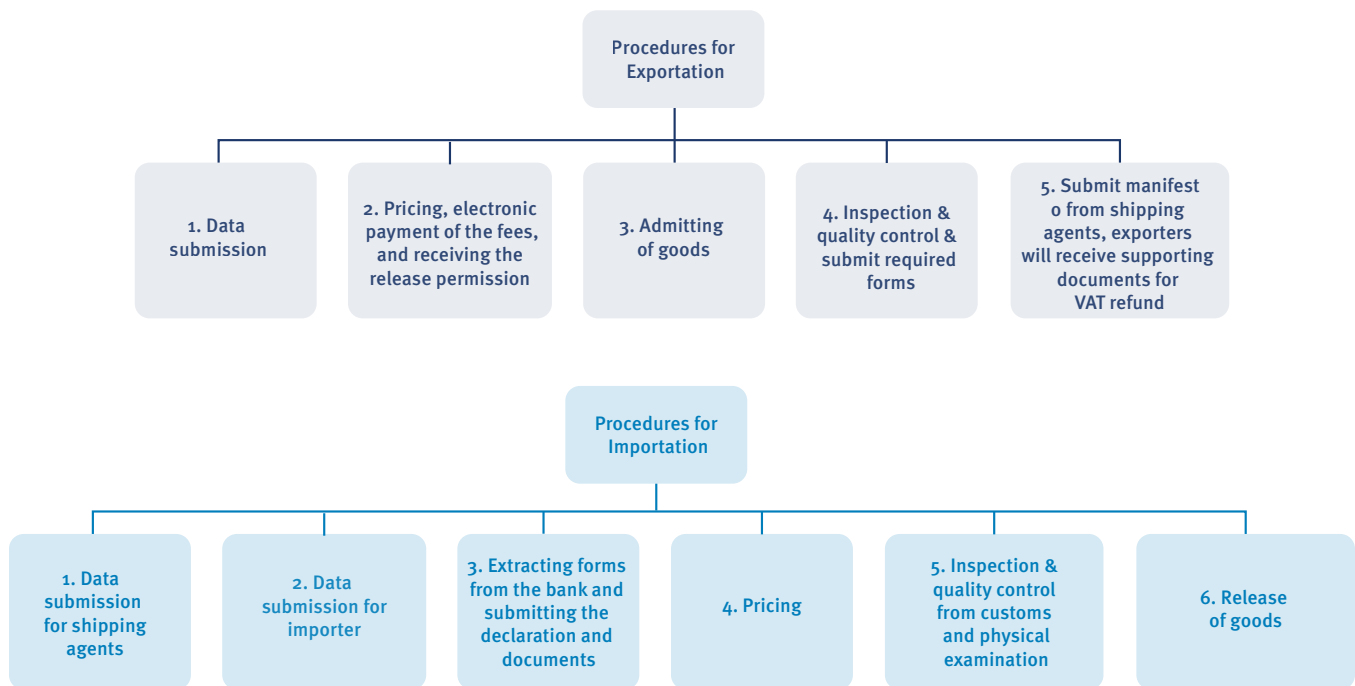 Procedures for
Exportation
1. Data
submission
2. Pricing, electronic
payment of the fees,
and receiving the
release permission
3. Admitting
of goods
4. Inspection &
quality control &
submit required
forms
5. Submit manifest
o from shipping
agents, exporters
will receive supporting
documents for
VAT refund
Procedures for
Importation
1. Data
submission
for shipping
agents
2. Data
submission for
importer
3. Extracting forms
from the bank and
submitting the
declaration and
documents
4. Pricing
5. Inspection &
quality control
from customs
and physical
examination
6. Release
of goods